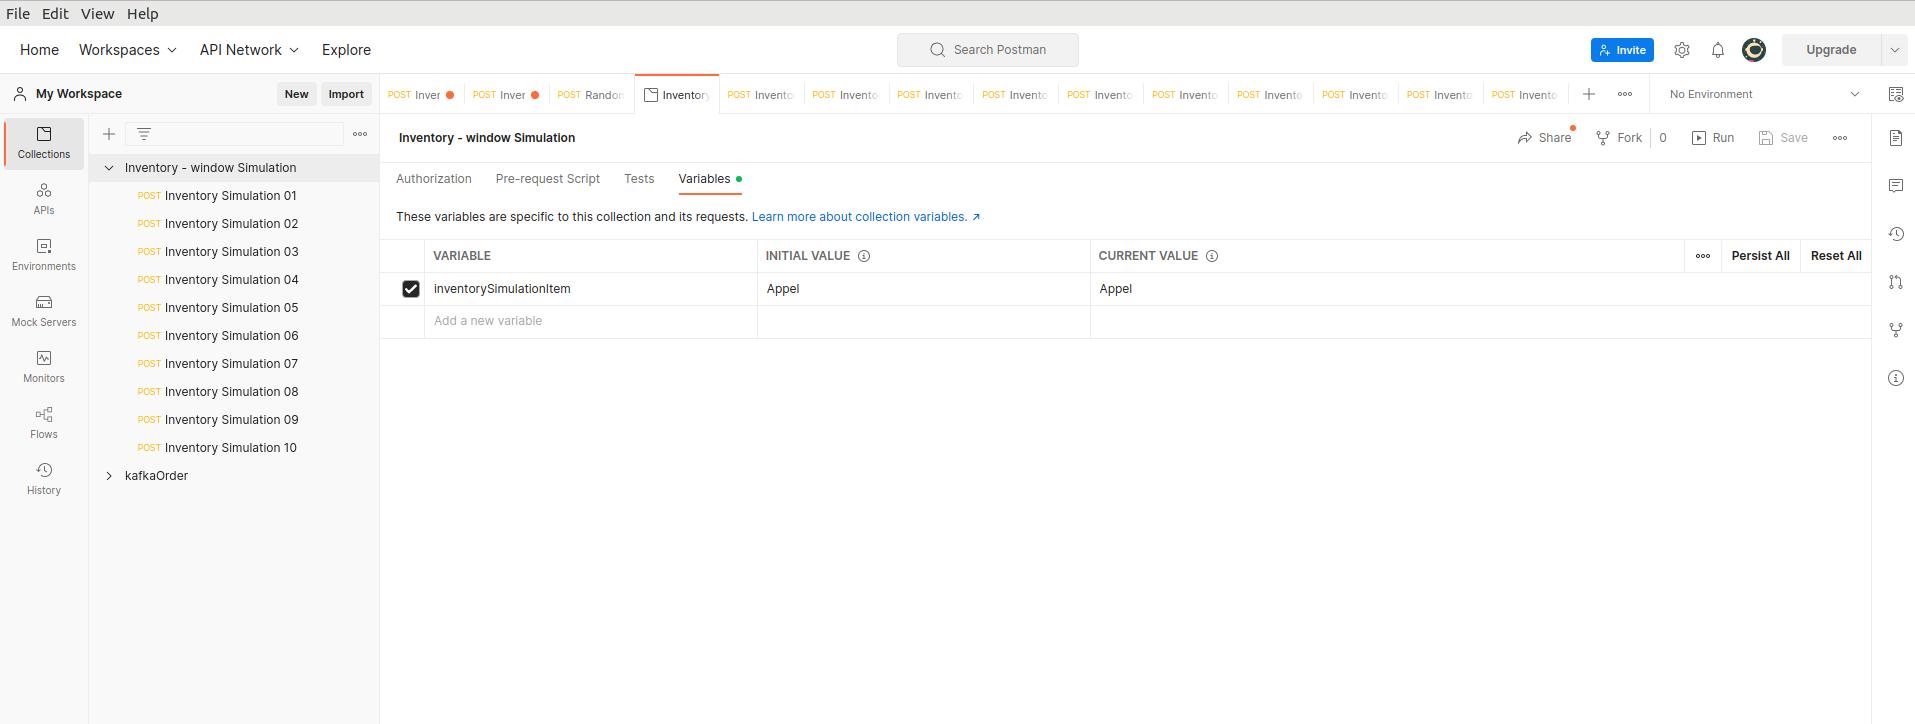 File Edit View Help
Home Workspaces API Network Explore Search Postman Invite Upgrade
My Workspace New Import POST Inver POST Inver POST Random Inventory POST Invento POST Invento POST Invento POST Invento POST Invento POST Invento POST Invento POST Invento POST Invento POST Invento No Environment
Collections
APIs
Environments
Mock Servers
Monitors
Flows
History
Inventory - window Simulation
POST Inventory Simulation 01
POST Inventory Simulation 02
POST Inventory Simulation 03
POST Inventory Simulation 04
POST Inventory Simulation 05
POST Inventory Simulation 06
POST Inventory Simulation 07
POST Inventory Simulation 08
POST Inventory Simulation 09
POST Inventory Simulation 10
kafkaOrder
Inventory - window Simulation Share Fork 0 Run Save
Authorization Pre-request Script Tests Variables
These variables are specific to this collection and its requests. Learn more about collection variables. ↗
VARIABLE INITIAL VALUE CURRENT VALUE Persist All Reset All
inventorySimulationItem Appel Appel
Add a new variable